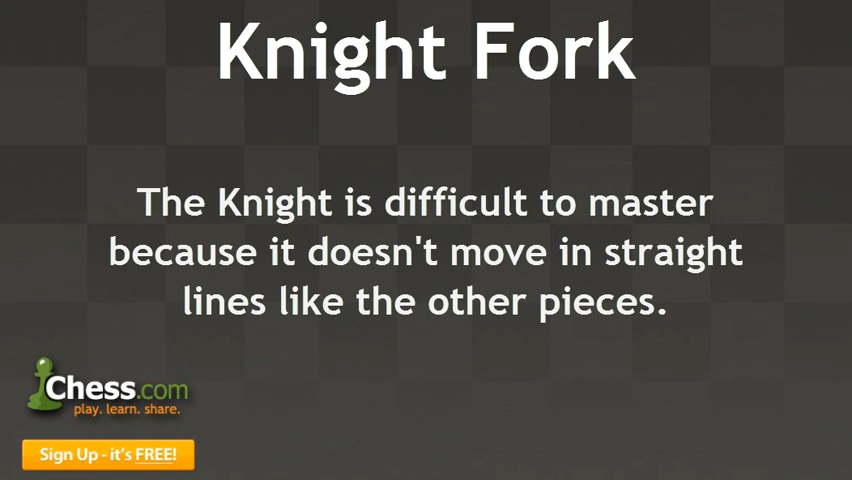 Knight Fork
The Knight is difficult to master
because it doesn't move in straight
lines like the other pieces.
Chess.com
play. learn. share.
Sign Up - it's FREE!